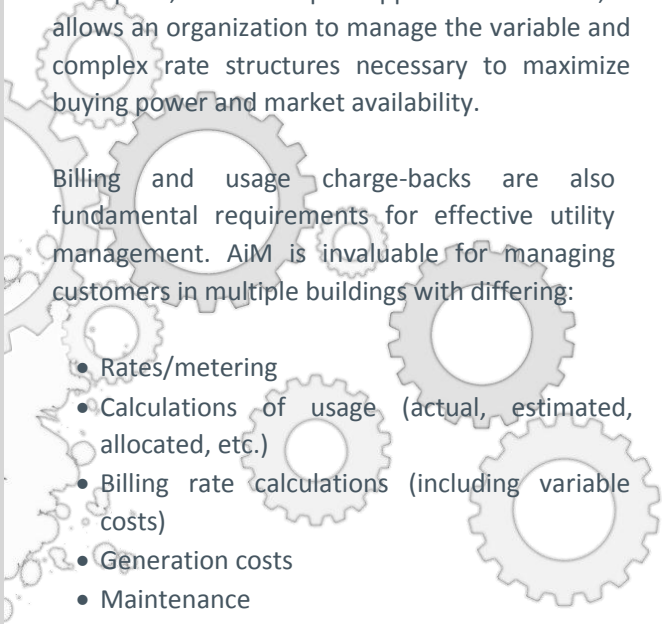 allows an organization to manage the variable and
complex rate structures necessary to maximize
buying power and market availability.
Billing and usage charge-backs are also
fundamental requirements for effective utility
management. AiM is invaluable for managing
customers in multiple buildings with differing:
• Rates/metering
• Calculations of usage (actual, estimated,
allocated, etc.)
• Billing rate calculations (including variable
costs)
• Generation costs
• Maintenance